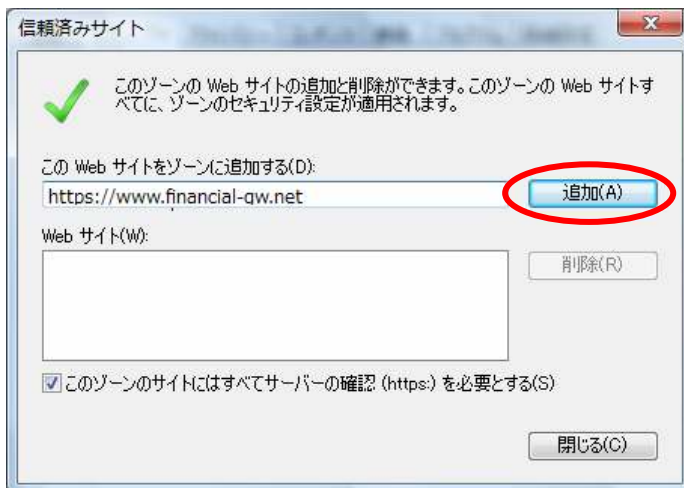 信頼済みサイト
このゾーンの Web サイトの追加と削除ができます。このゾーンの Web サイトす
べてに、ゾーンのセキュリティ設定が適用されます。
この Web サイトをゾーンに追加する(D):
https://www.financial-gw.net
追加(A)
Web サイト(W):
削除(R)
このゾーンのサイトにはすべてサーバーの確認 (https:) を必要とする(S)
閉じる(C)